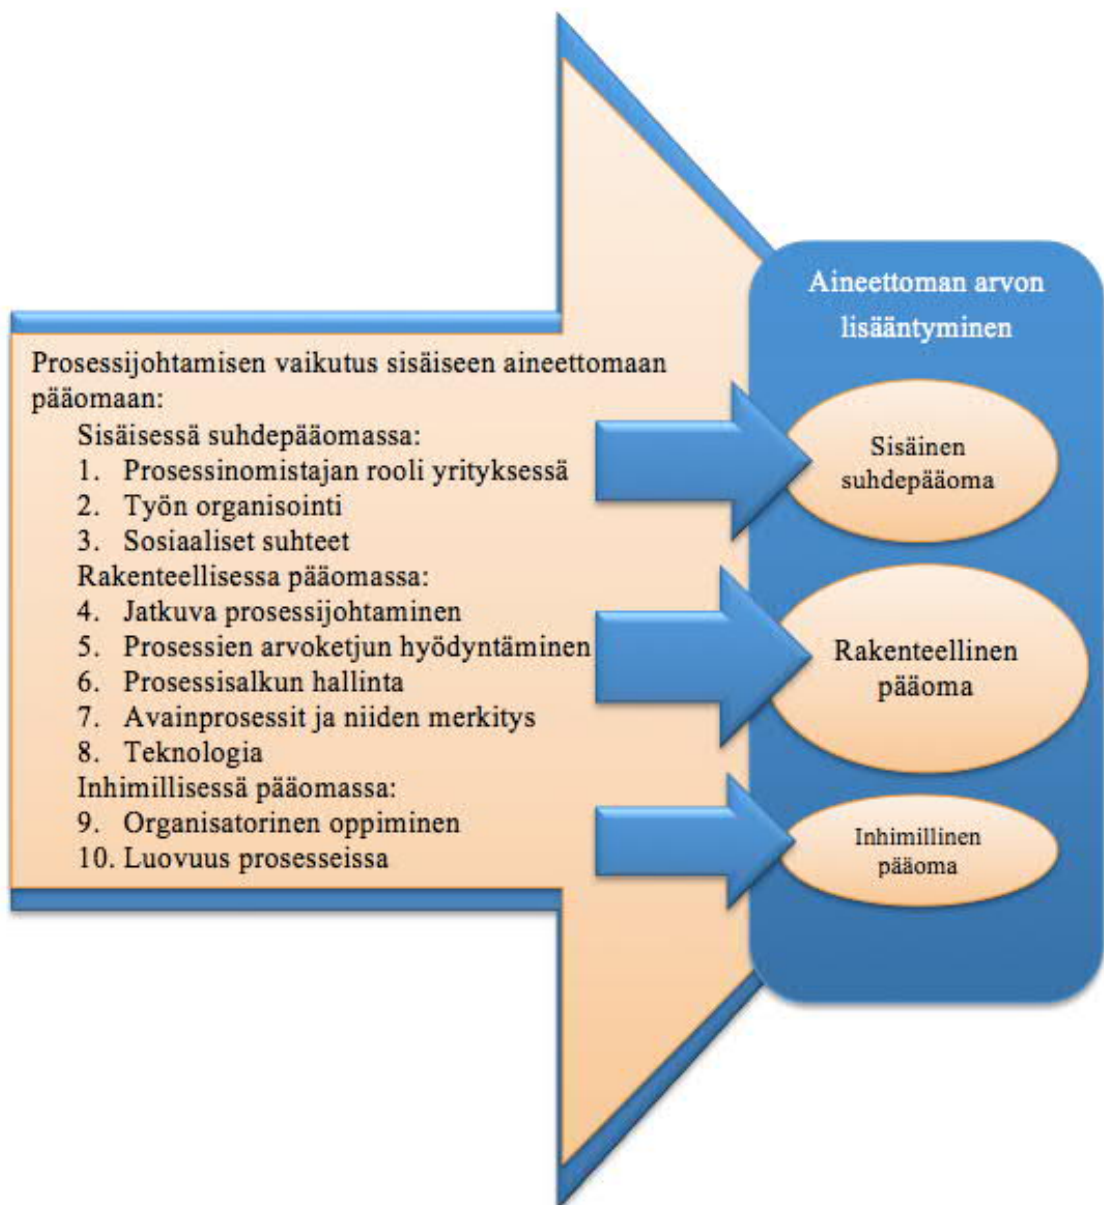 Prosessijohtamisen vaikutus sisäiseen aineettomaan
pääomaan:
Sisäisessä suhdepääomassa:
1. Prosessinomistajan rooli yrityksessä
2. Työn organisointi
3. Sosiaaliset suhteet
Rakenteellisessa pääomassa:
4. Jatkuva prosessijohtaminen
5. Prosessien arvoketjun hyödyntäminen
6. Prosessisalkun hallinta
7. Avainprosessit ja niiden merkitys
8. Teknologia
Inhimillisessä pääomassa:
9. Organisatorinen oppiminen
10. Luovuus prosesseissa
Aineettoman arvon
lisääntyminen
Sisäinen
suhdepääoma
Rakenteellinen
pääoma
Inhimillinen
pääoma